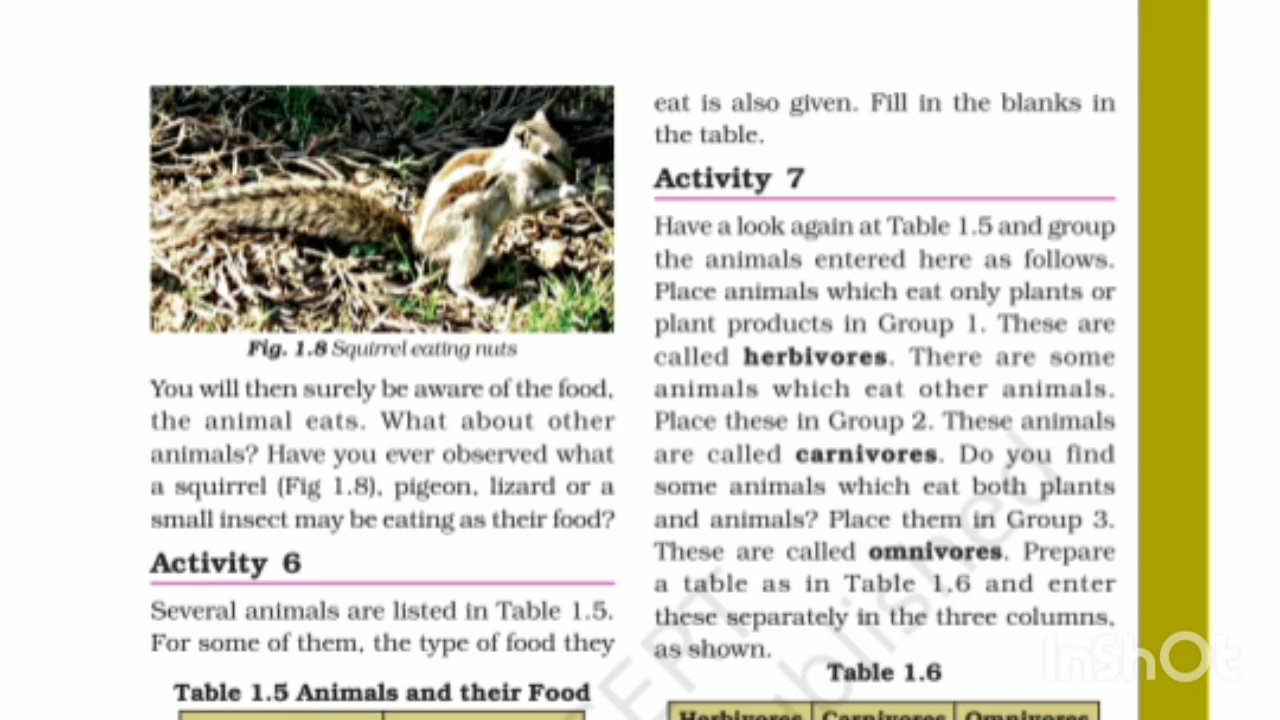 Fig. 1.8 Squirrel eating nuts
You will then surely be aware of the food,
the animal eats. What about other
animals? Have you ever observed what
a squirrel (Fig 1.8), pigeon, lizard or a
small insect may be eating as their food?
Activity 6
Several animals are listed in Table 1.5.
For some of them, the type of food they
Table 1.5 Animals and their Food
eat is also given. Fill in the blanks in
the table.
Activity 7
Have a look again at Table 1.5 and group
the animals entered here as follows.
Place animals which eat only plants or
plant products in Group 1. These are
called herbivores. There are some
animals which eat other animals.
Place these in Group 2. These animals
are called carnivores. Do you find
some animals which eat both plants
and animals? Place them in Group 3.
These are called omnivores. Prepare
a table as in Table 1.6 and enter
these separately in the three columns,
as shown.
Table 1.6
Herbivores Carnivores Omnivores
InShOt